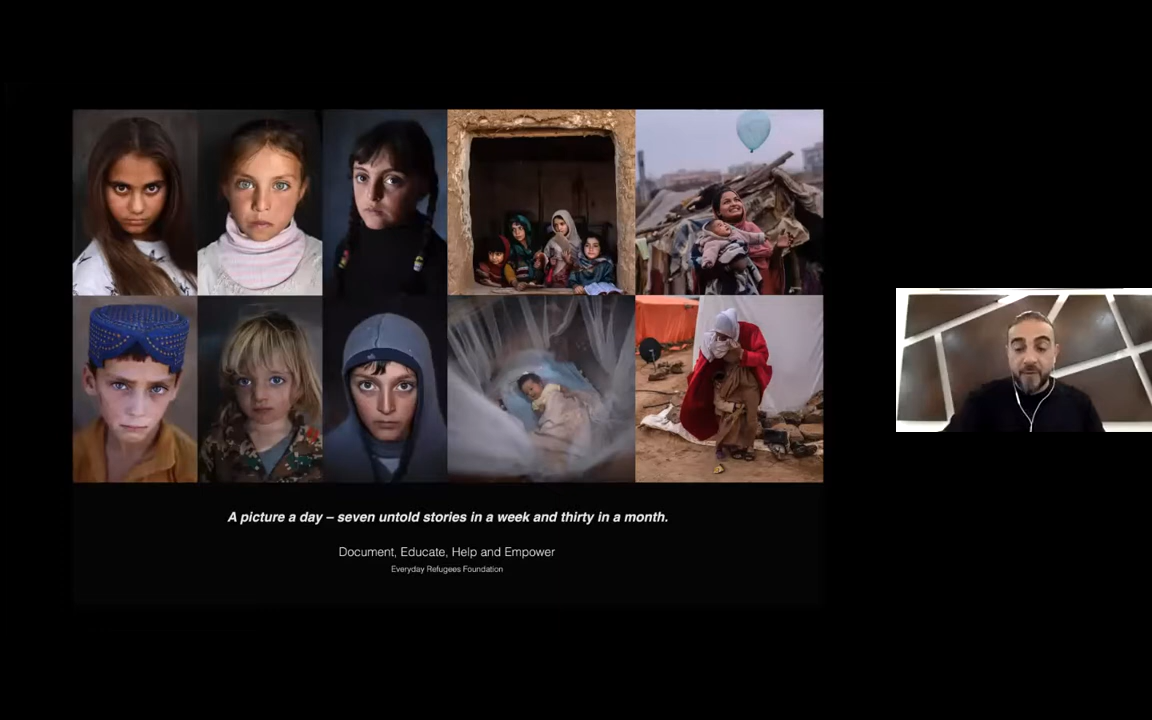 A picture a day – seven untold stories in a week and thirty in a month.
Document, Educate, Help and Empower
Everyday Refugees Foundation